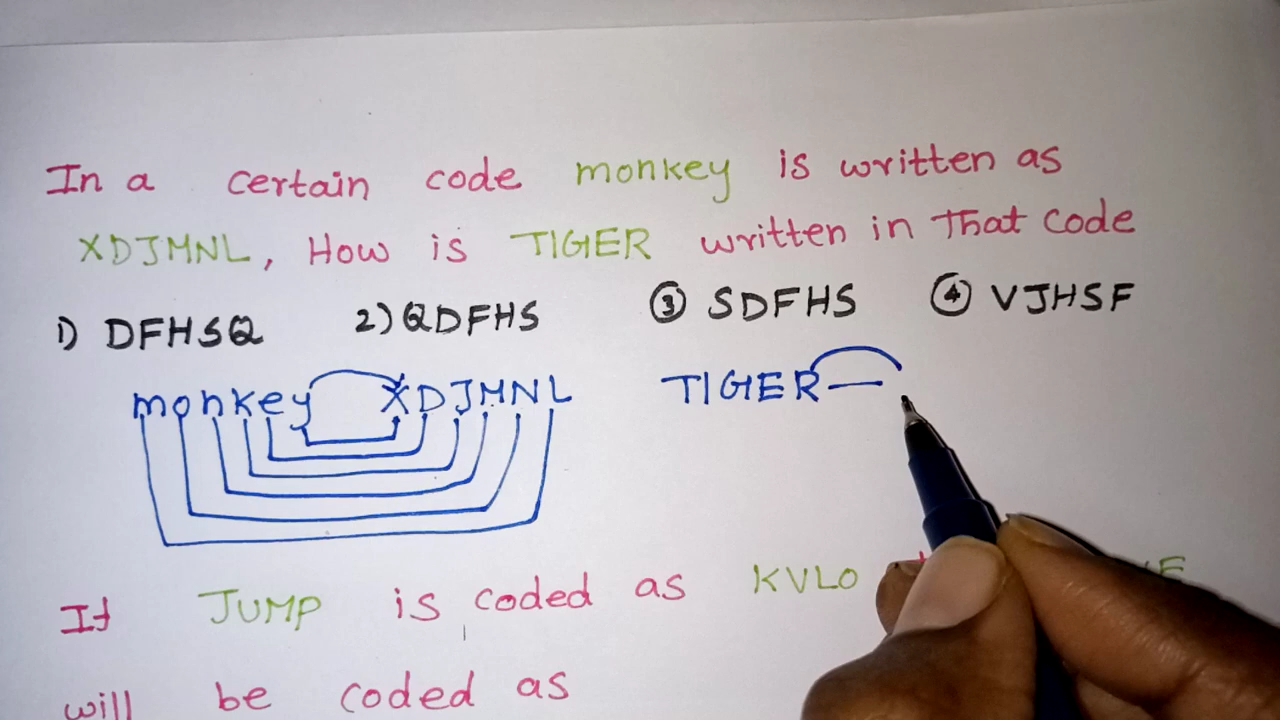 In a certain code monkey is written as
XDJMNL, How is TIGER written in That Code
1) DFHSQ 2) QDFHS ③ SDFHS ④ VJHSF
monkey XDJMNL TIGER —
If JUMP is coded as KVLO
will be coded as